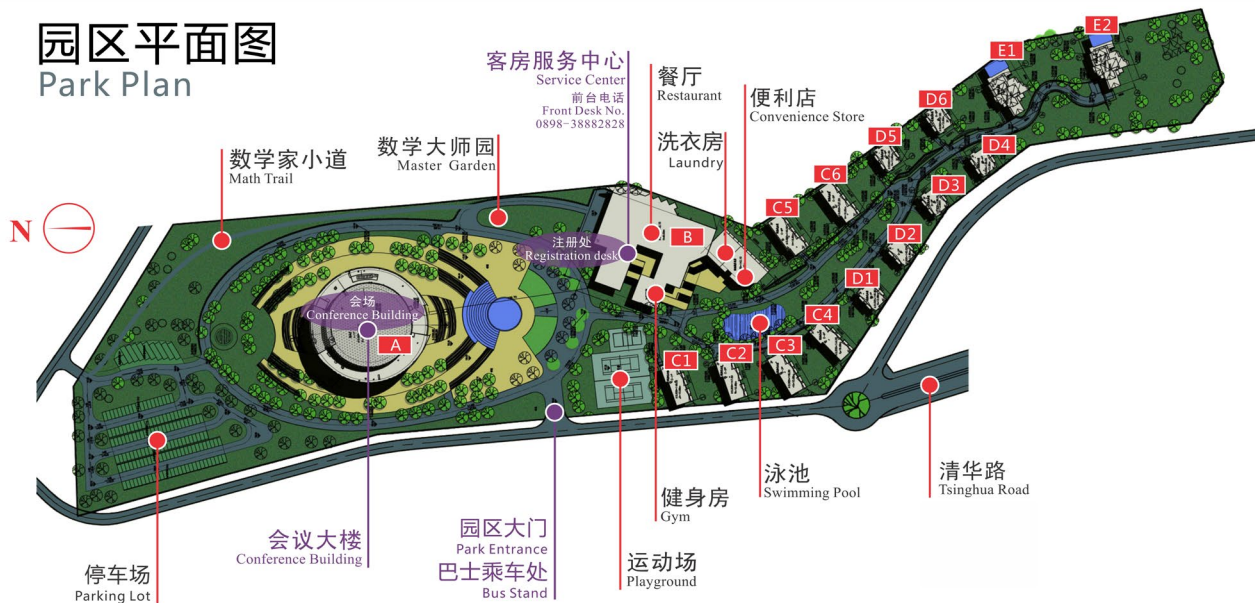 园区平面图
Park Plan
N
数学家小道
Math Trail
数学大师园
Master Garden
客房服务中心
Service Center
前台电话
Front Desk No.
0898-38882828
餐厅
Restaurant
洗衣房
Laundry
便利店
Convenience Store
E1
E2
D6
D5
D4
C6
D3
C5
D2
B
注册处
Registration desk
D1
会场
Conference Building
A
C4
C1
C2
C3
停车场
Parking Lot
会议大楼
Conference Building
园区大门
Park Entrance
巴士乘车处
Bus Stand
运动场
Playground
健身房
Gym
泳池
Swimming Pool
清华路
Tsinghua Road